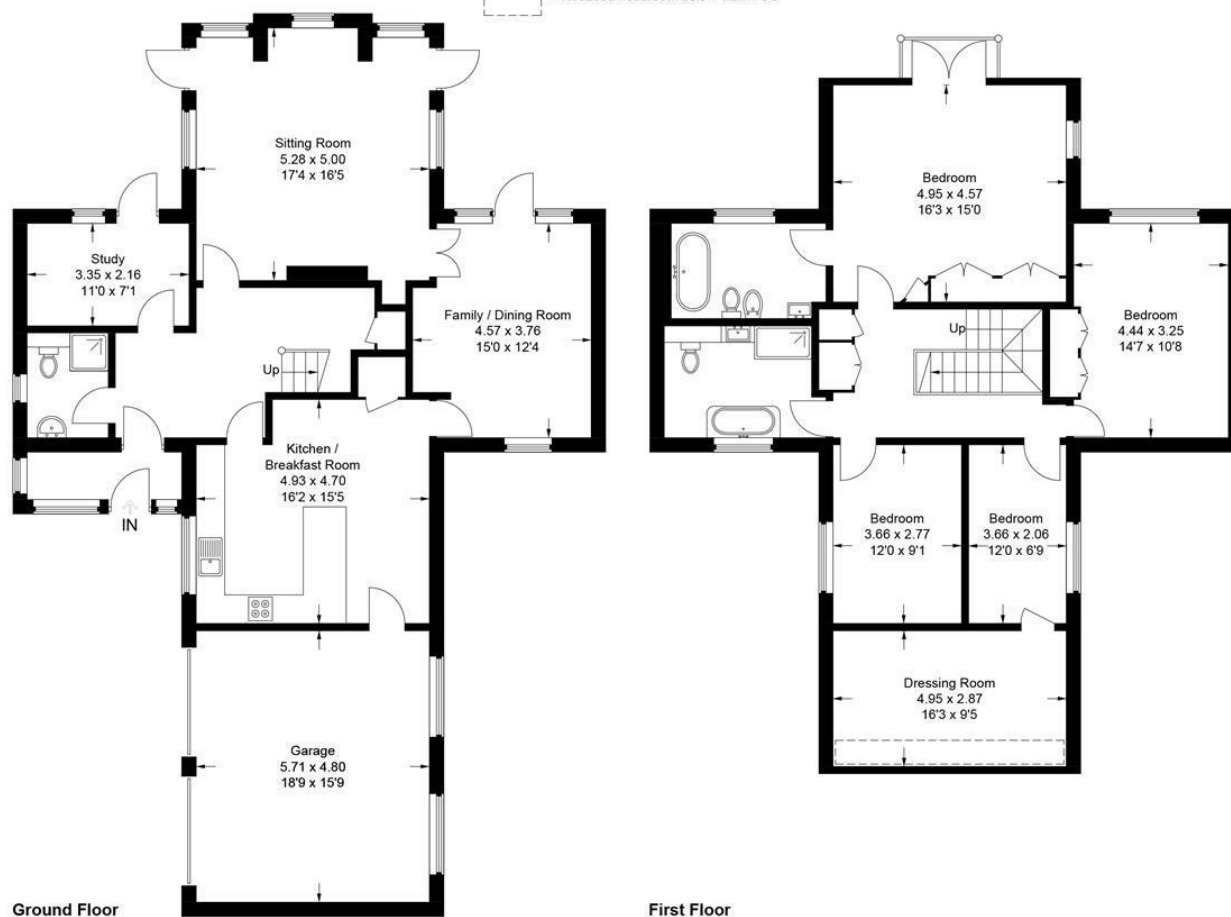 Sitting Room
5.28 x 5.00
17'4 x 16'5
Study
3.35 x 2.16
11'0 x 7'1
Family / Dining Room
4.57 x 3.76
15'0 x 12'4
Up
Kitchen /
Breakfast Room
4.93 x 4.70
16'2 x 15'5
IN
Garage
5.71 x 4.80
18'9 x 15'9
Ground Floor
Bedroom
4.95 x 4.57
16'3 x 15'0
Bedroom
4.44 x 3.25
14'7 x 10'8
Up
Bedroom
3.66 x 2.77
12'0 x 9'1
Bedroom
3.66 x 2.06
12'0 x 6'9
Dressing Room
4.95 x 2.87
16'3 x 9'5
First Floor